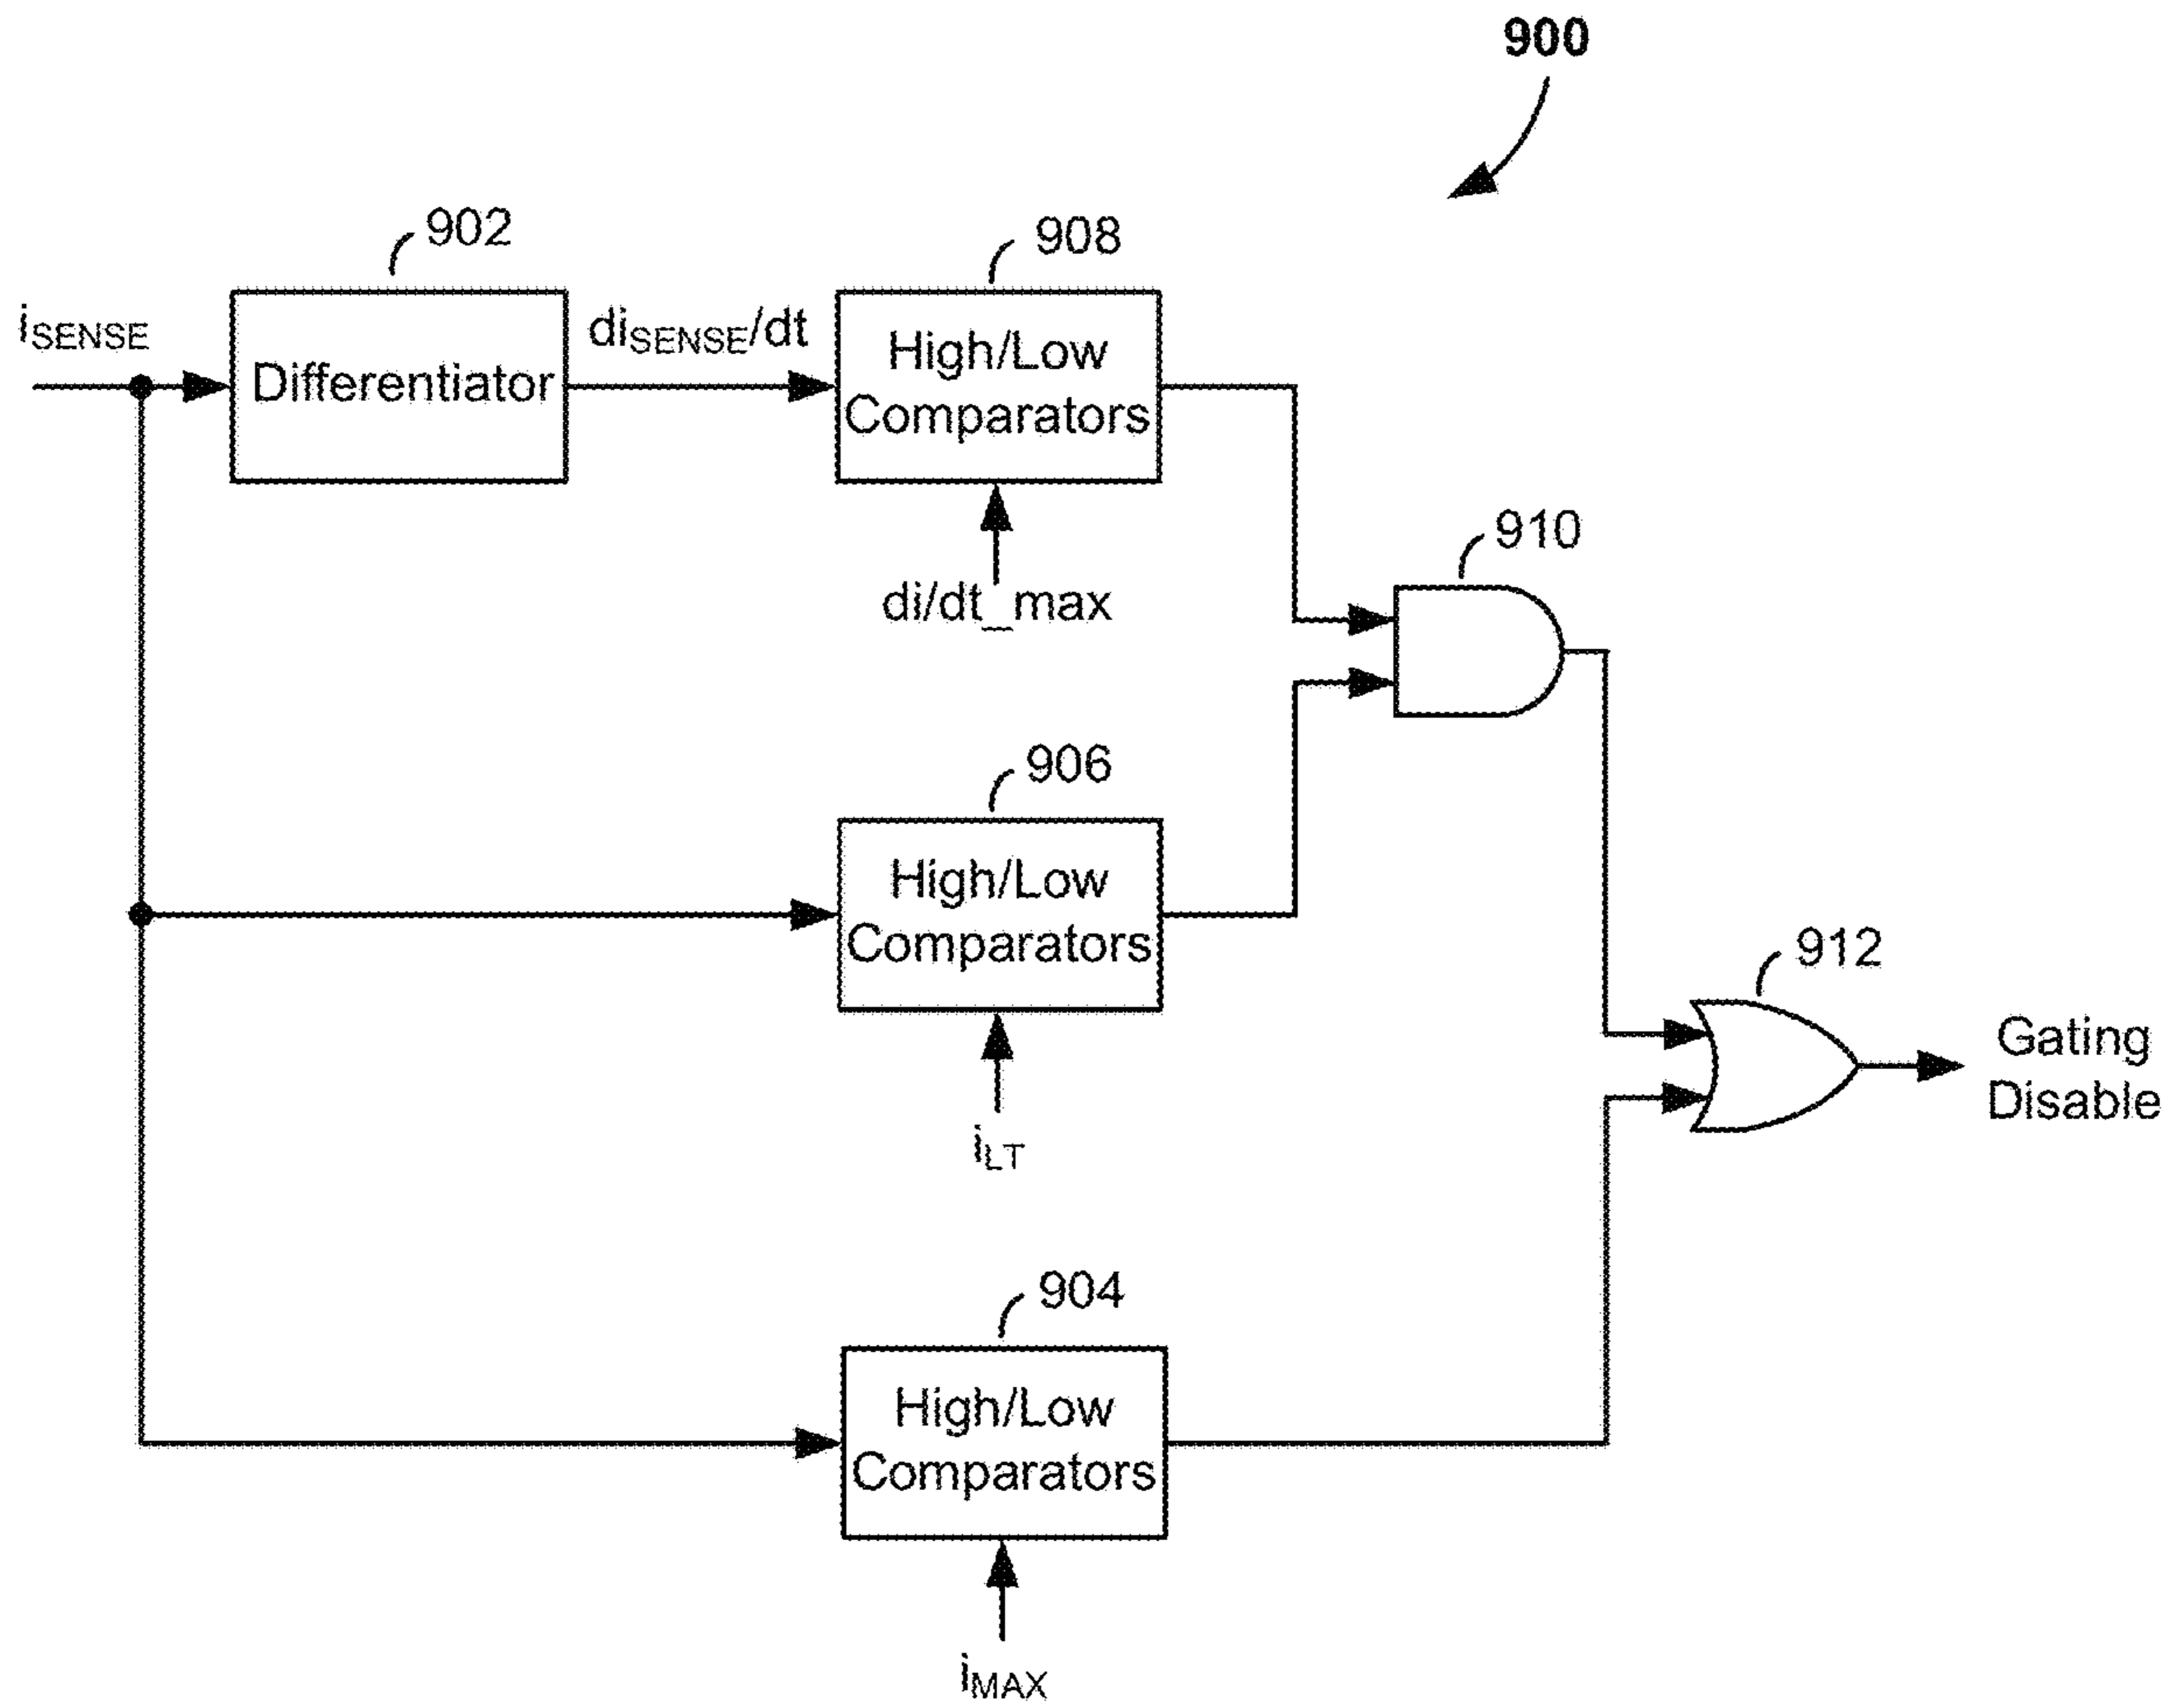 900
902
908
iSENSE
Differentiator
diSENSE/dt
High/Low
Comparators
di/dt_max
910
906
High/Low
Comparators
iLT
912
Gating
Disable
904
High/Low
Comparators
iMAX